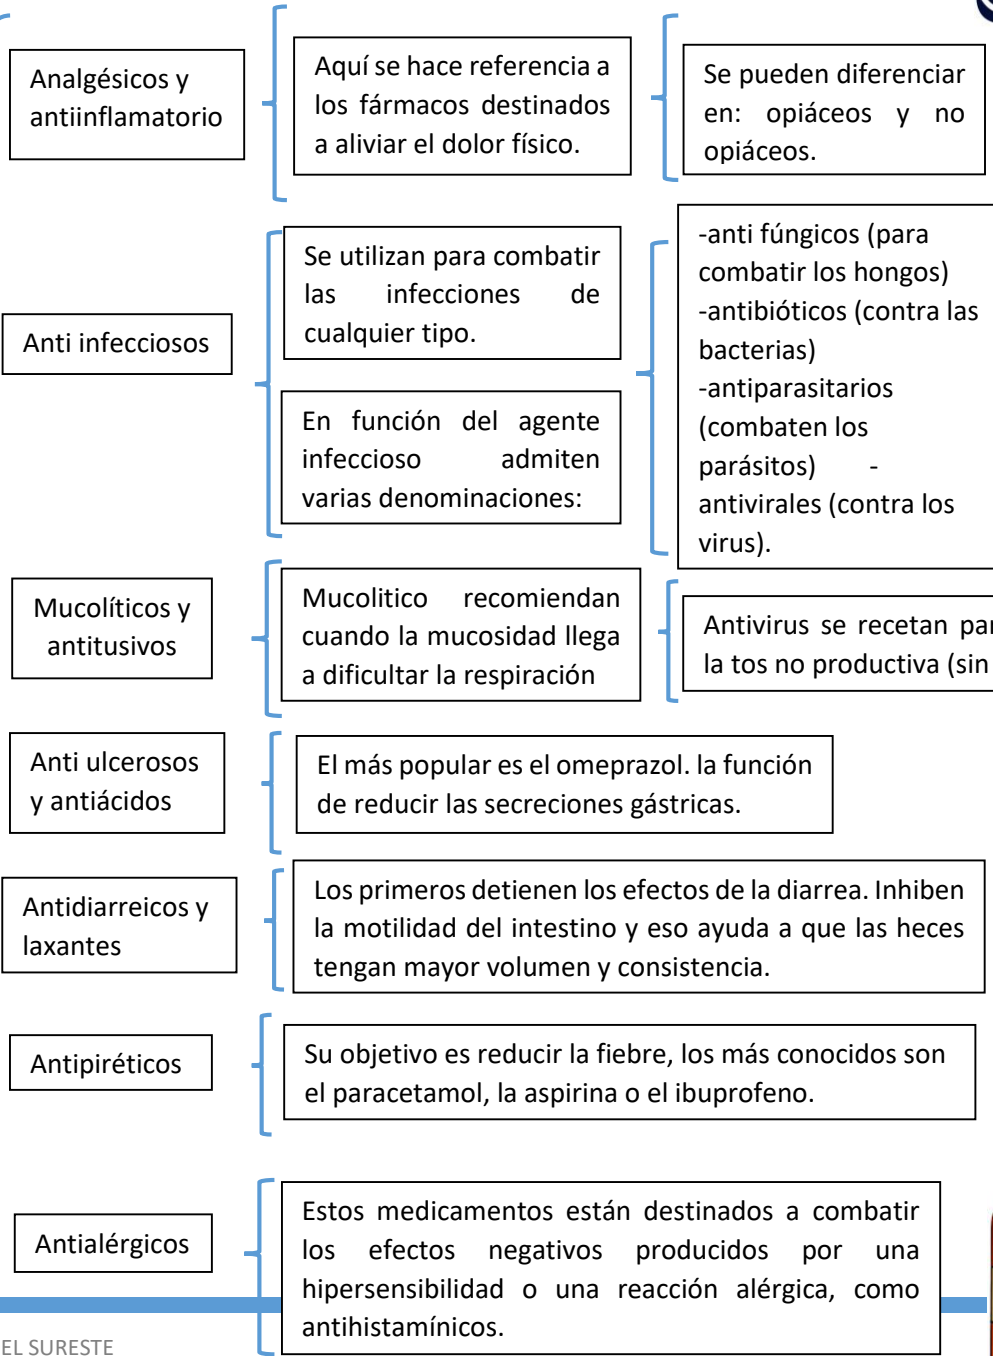 Analgésicos y
antiinflamatorio
Aquí se hace referencia a
los fármacos destinados
a aliviar el dolor físico.
Se pueden diferenciar
en: opiáceos y no
opiáceos.
Anti infecciosos
Se utilizan para combatir
las infecciones de
cualquier tipo.
En función del agente
infeccioso admiten
varias denominaciones:
-anti fúngicos (para
combatir los hongos)
-antibióticos (contra las
bacterias)
-antiparasitarios
(combaten los
parásitos) -
antivirales (contra los
virus).
Mucolíticos y
antitusivos
Mucolitico recomiendan
cuando la mucosidad llega
a dificultar la respiración
Antivirus se recetan
la tos no productiva (sin
Anti ulcerosos
y antiácidos
El más popular es el omeprazol. la función
de reducir las secreciones gástricas.
Antidiarreicos y
laxantes
Los primeros detienen los efectos de la diarrea. Inhiben
la motilidad del intestino y eso ayuda a que las heces
tengan mayor volumen y consistencia.
Antipiréticos
Su objetivo es reducir la fiebre, los más conocidos son
el paracetamol, la aspirina o el ibuprofeno.
Antialérgicos
Estos medicamentos están destinados a combatir
los efectos negativos producidos por una
hipersensibilidad o una reacción alérgica, como
antihistamínicos.
EL SURESTE